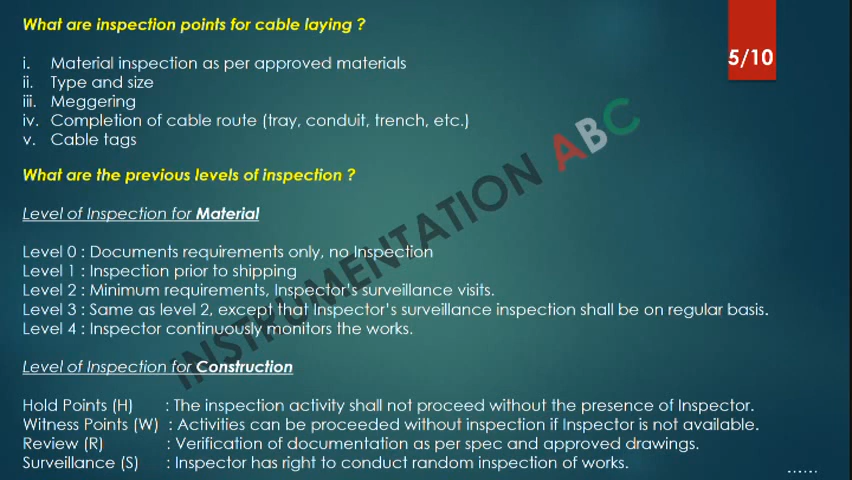 What are inspection points for cable laying ?
5/10
i. Material inspection as per approved materials
ii. Type and size
iii. Meggering
iv. Completion of cable route (tray, conduit, trench, etc.)
v. Cable tags
What are the previous levels of inspection ?
Level of Inspection for Material
Level 0 : Documents requirements only, no Inspection
Level 1 : Inspection prior to shipping
Level 2 : Minimum requirements, Inspector's surveillance visits.
Level 3 : Same as level 2, except that Inspector's surveillance inspection shall be on regular basis.
Level 4 : Inspector continuously monitors the works.
Level of Inspection for Construction
Hold Points (H) : The inspection activity shall not proceed without the presence of Inspector.
Witness Points (W) : Activities can be proceeded without inspection if Inspector is not available.
Review (R) : Verification of documentation as per spec and approved drawings.
Surveillance (S) : Inspector has right to conduct random inspection of works.
......
INSTRUMENTATION ABC